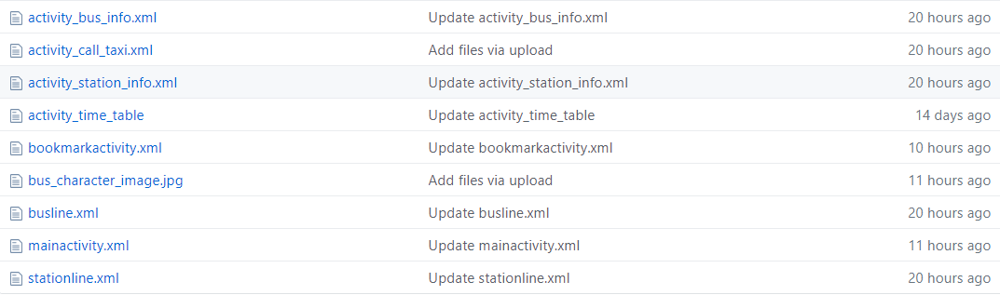 activity_bus_info.xml Update activity_bus_info.xml 20 hours ago
activity_call_taxi.xml Add files via upload 20 hours ago
activity_station_info.xml Update activity_station_info.xml 20 hours ago
activity_time_table Update activity_time_table 14 days ago
bookmarkactivity.xml Update bookmarkactivity.xml 10 hours ago
bus_character_image.jpg Add files via upload 11 hours ago
busline.xml Update busline.xml 20 hours ago
mainactivity.xml Update mainactivity.xml 11 hours ago
stationline.xml Update stationline.xml 20 hours ago